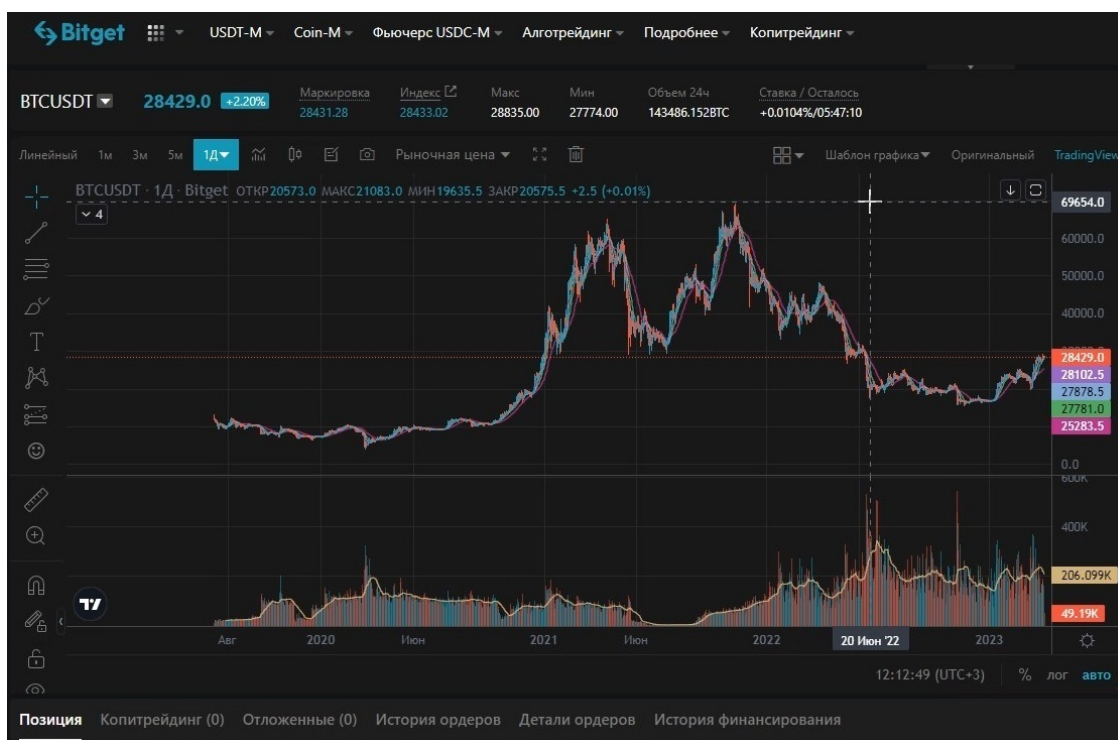 Bitget USDT-M Coin-M Фьючерс USDC-M Алготрейдинг Подробнее Копитрейдинг
BTCUSDT 28429.0 +2.20% Маркировка Индекс Макс Мин Объем 24ч Ставка / Осталось
28431.28 28433.02 28835.00 27774.00 143486.152BTC +0.0104%/05:47:10
Линейный 1м 3м 5м 1Д Рыночная цена Шаблон графика Оригинальный TradingView
BTCUSDT · 1Д · Bitget ОТКР20573.0 МАКС21083.0 МИН19635.5 ЗАКР20575.5 +2.5 (+0.01%)
4
69654.0
60000.0
50000.0
40000.0
28429.0
28102.5
27878.5
27781.0
25283.5
0.0
600K
400K
206.099K
49.19K
Авг 2020 Июн 2021 Июн 2022 20 Июн '22 2023
12:12:49 (UTC+3) % лог авто
Позиция Копитрейдинг (0) Отложенные (0) История ордеров Детали ордеров История финансирования